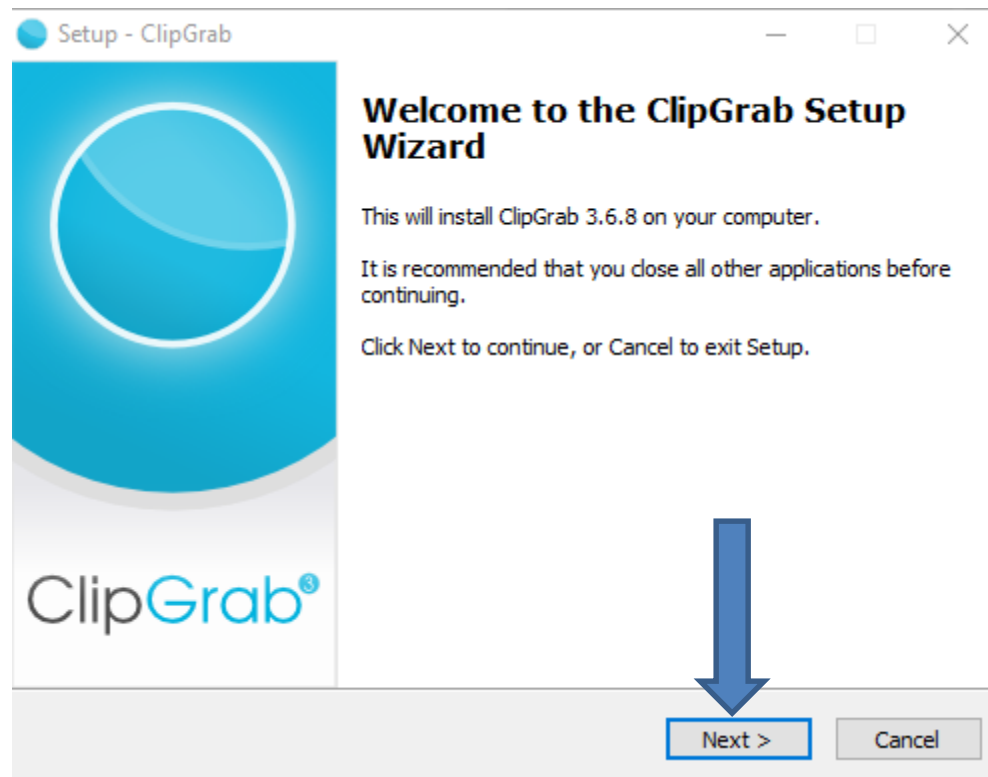 Setup - ClipGrab
Welcome to the ClipGrab Setup
Wizard
This will install ClipGrab 3.6.8 on your computer.
It is recommended that you close all other applications before
continuing.
Click Next to continue, or Cancel to exit Setup.
ClipGrab3
Next >
Cancel